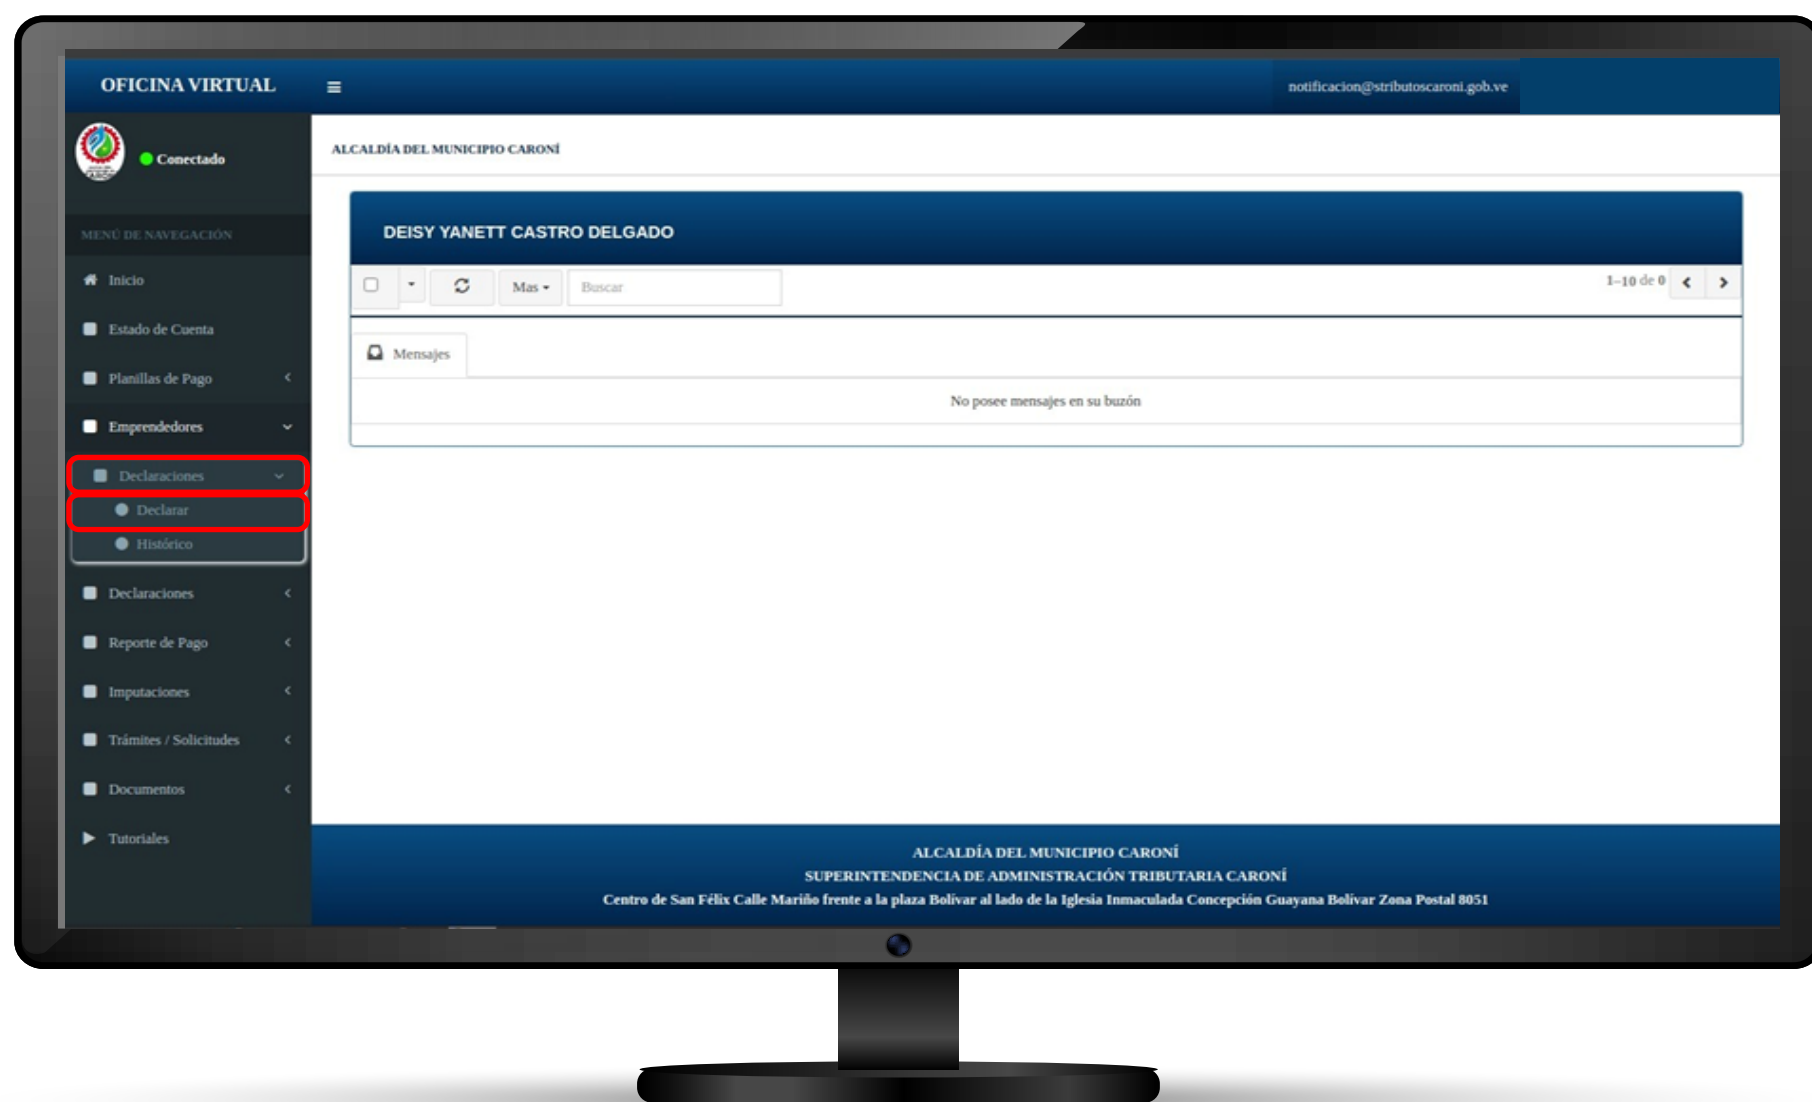 OFICINA VIRTUAL
notificacion@stributoscaroni.gob.ve
Conectado
ALCALDÍA DEL MUNICIPIO CARONÍ
MENÚ DE NAVEGACIÓN
DEISY YANETT CASTRO DELGADO
Inicio
Mas
Buscar
1–10 de 0
Estado de Cuenta
Mensajes
Planillas de Pago
No posee mensajes en su buzón
Emprendedores
Declaraciones
Declarar
Histórico
Declaraciones
Reporte de Pago
Imputaciones
Trámites / Solicitudes
Documentos
Tutoriales
ALCALDÍA DEL MUNICIPIO CARONÍ
SUPERINTENDENCIA DE ADMINISTRACIÓN TRIBUTARIA CARONÍ
Centro de San Félix Calle Mariño frente a la plaza Bolívar al lado de la Iglesia Inmaculada Concepción Guayana Bolívar Zona Postal 8051